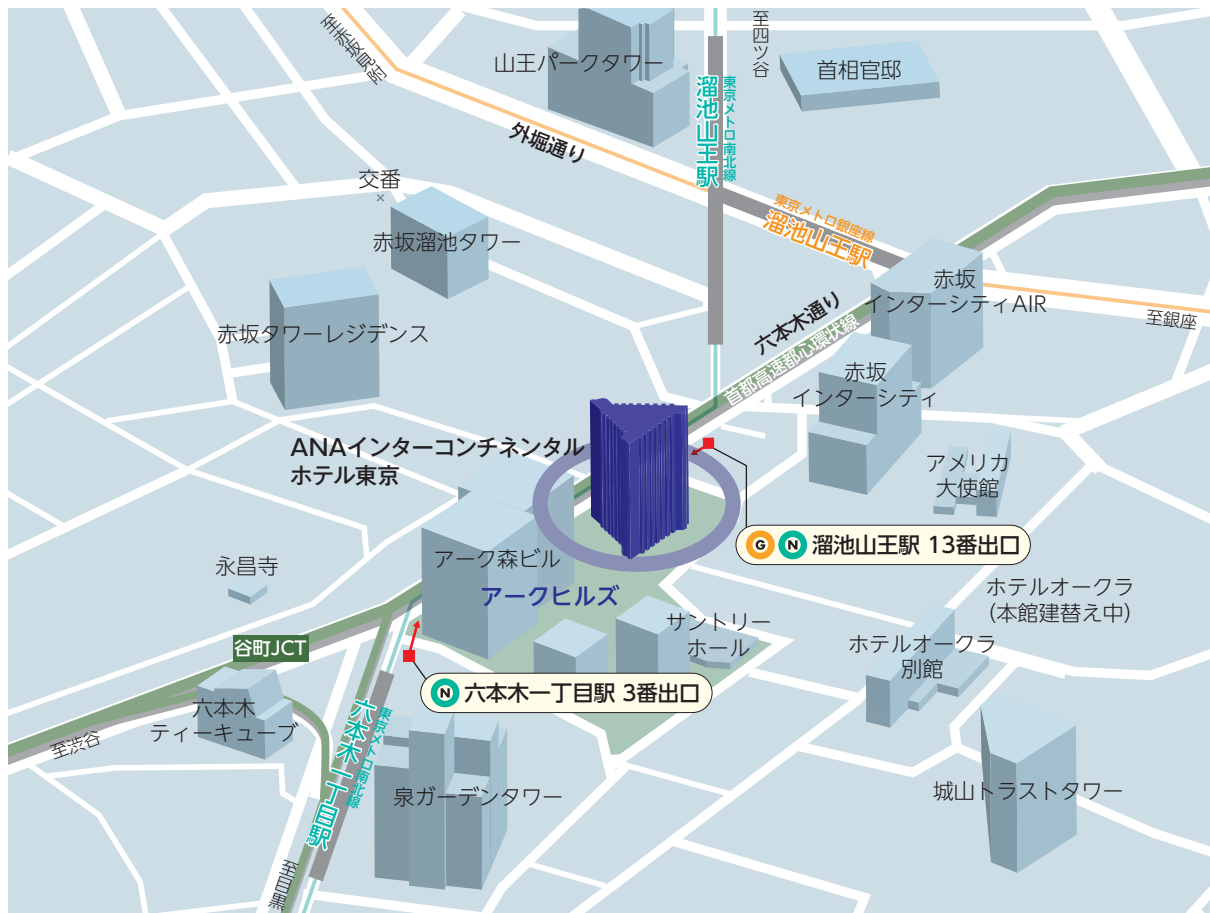 至赤坂見附
山王パークタワー
至四ツ谷
首相官邸
東京メトロ南北線
溜池山王駅
外堀通り
交番
赤坂溜池タワー
東京メトロ銀座線
溜池山王駅
赤坂
インターシティAIR
至銀座
赤坂タワーレジデンス
六本木通り
首都高速都心環状線
赤坂
インターシティ
ANAインターコンチネンタル
ホテル東京
アメリカ
大使館
G N 溜池山王駅 13番出口
アーク森ビル
永昌寺
アークヒルズ
ホテルオークラ
(本館建替え中)
サントリー
ホール
ホテルオークラ
別館
谷町JCT
N 六本木一丁目駅 3番出口
六本木
ティーキューブ
至渋谷
東京メトロ南北線
六本木一丁目駅
泉ガーデンタワー
城山トラストタワー
至目黒